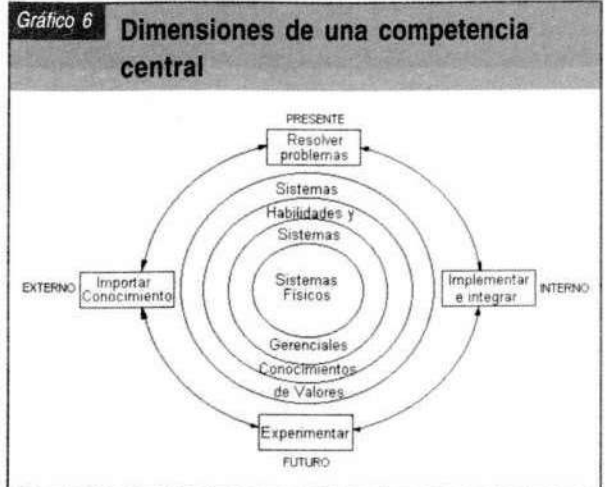 Gráfico 6
Dimensiones de una competencia
central
PRESENTE
Resolver
problemas
Sistemas
Habilidades y
Sistemas
EXTERNO
Importar
Conocimiento
Sistemas
Físicos
Implementar
e integrar
INTERNO
Gerenciales
Conocimientos
de Valores
Experimentar
FUTURO